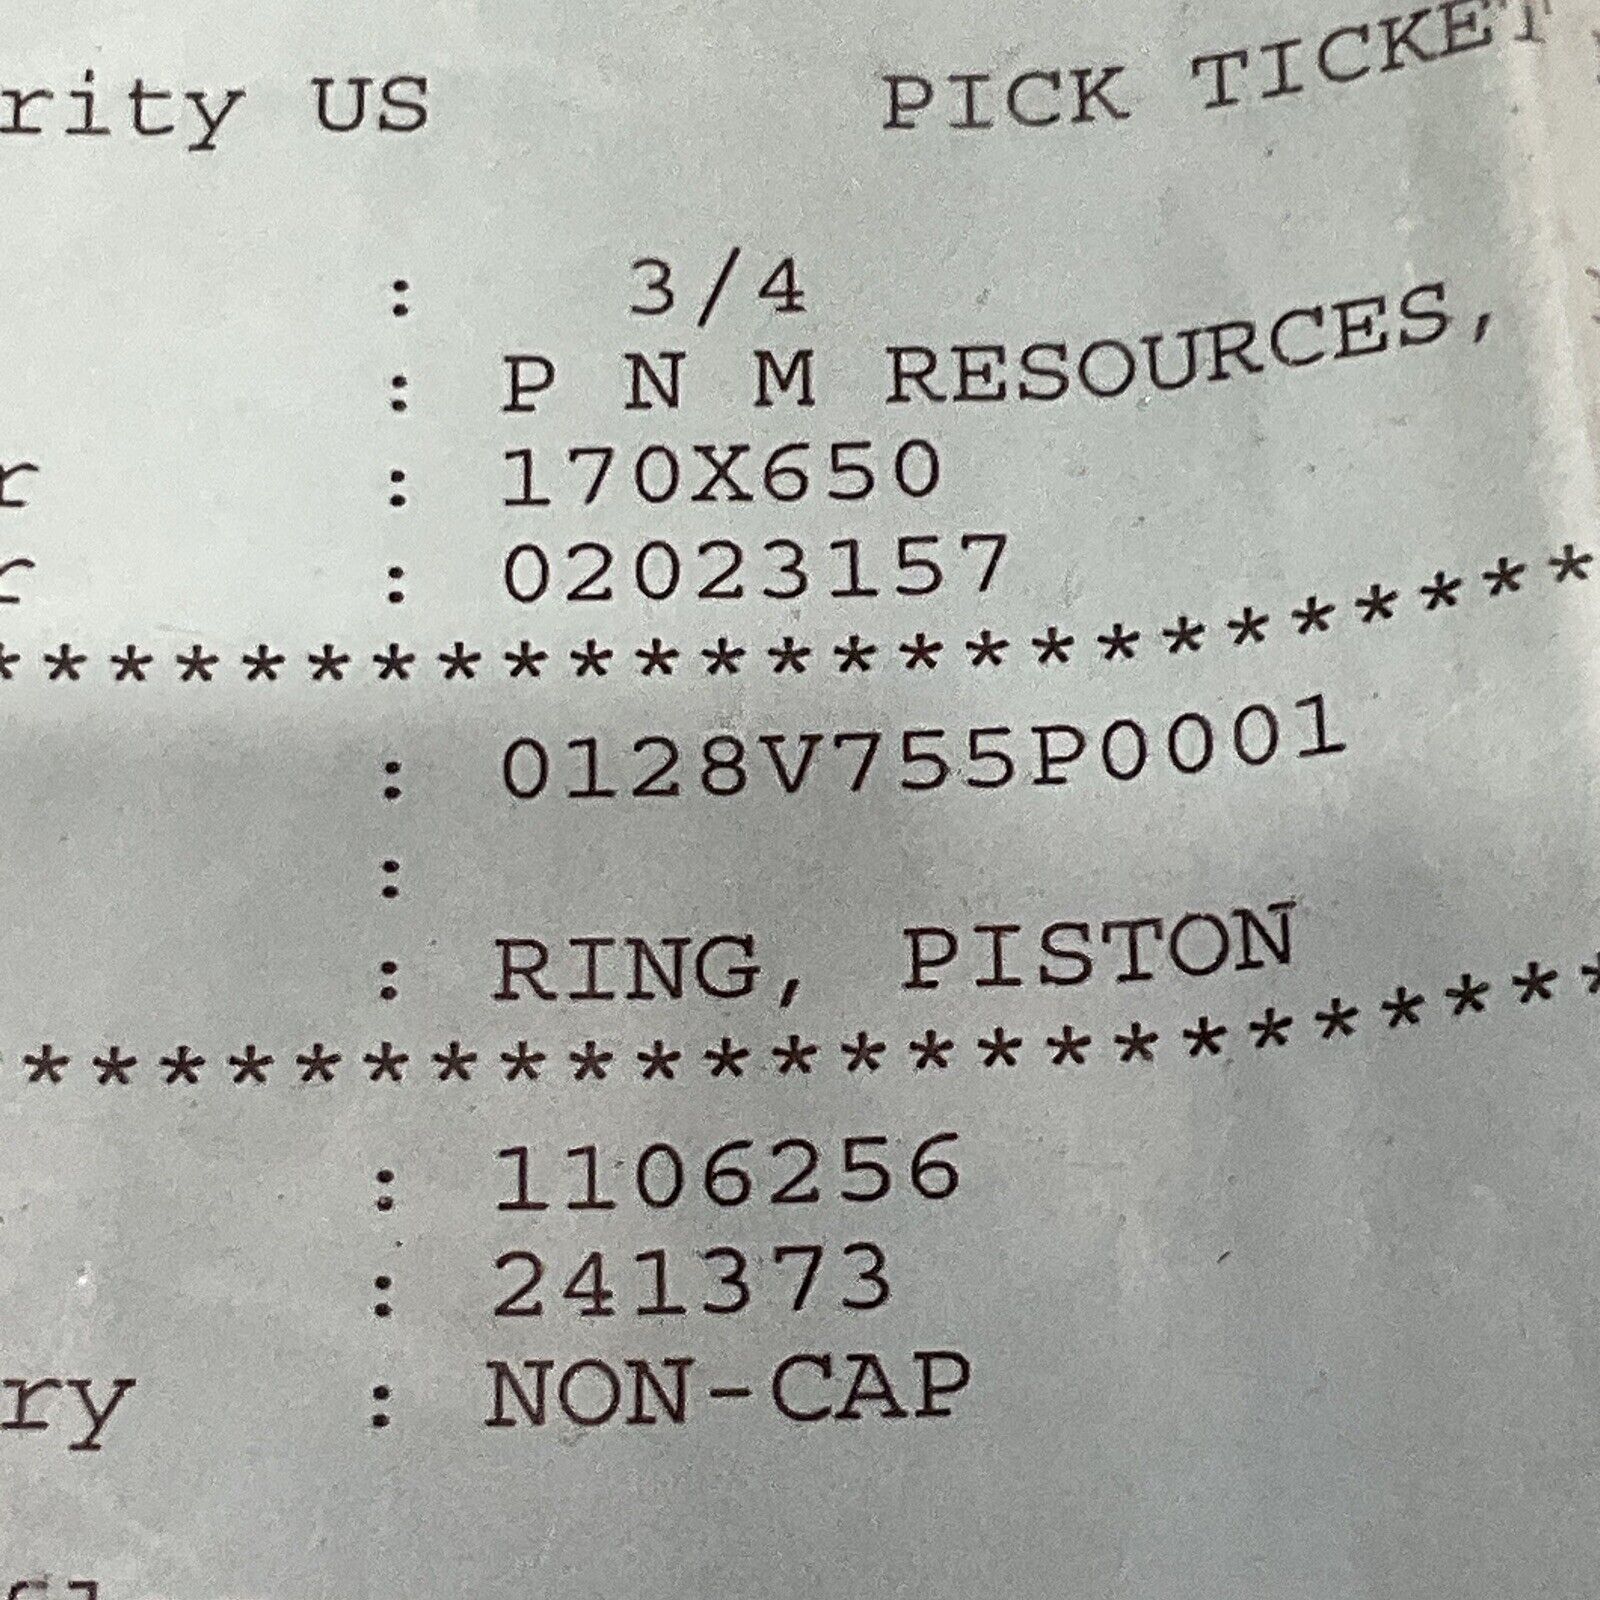 rity US PICK TICKET
: 3/4
: P N M RESOURCES,
r : 170X650
r : 02023157
************************
: 0128V755P0001
:
: RING, PISTON
************************
: 1106256
: 241373
ry : NON-CAP